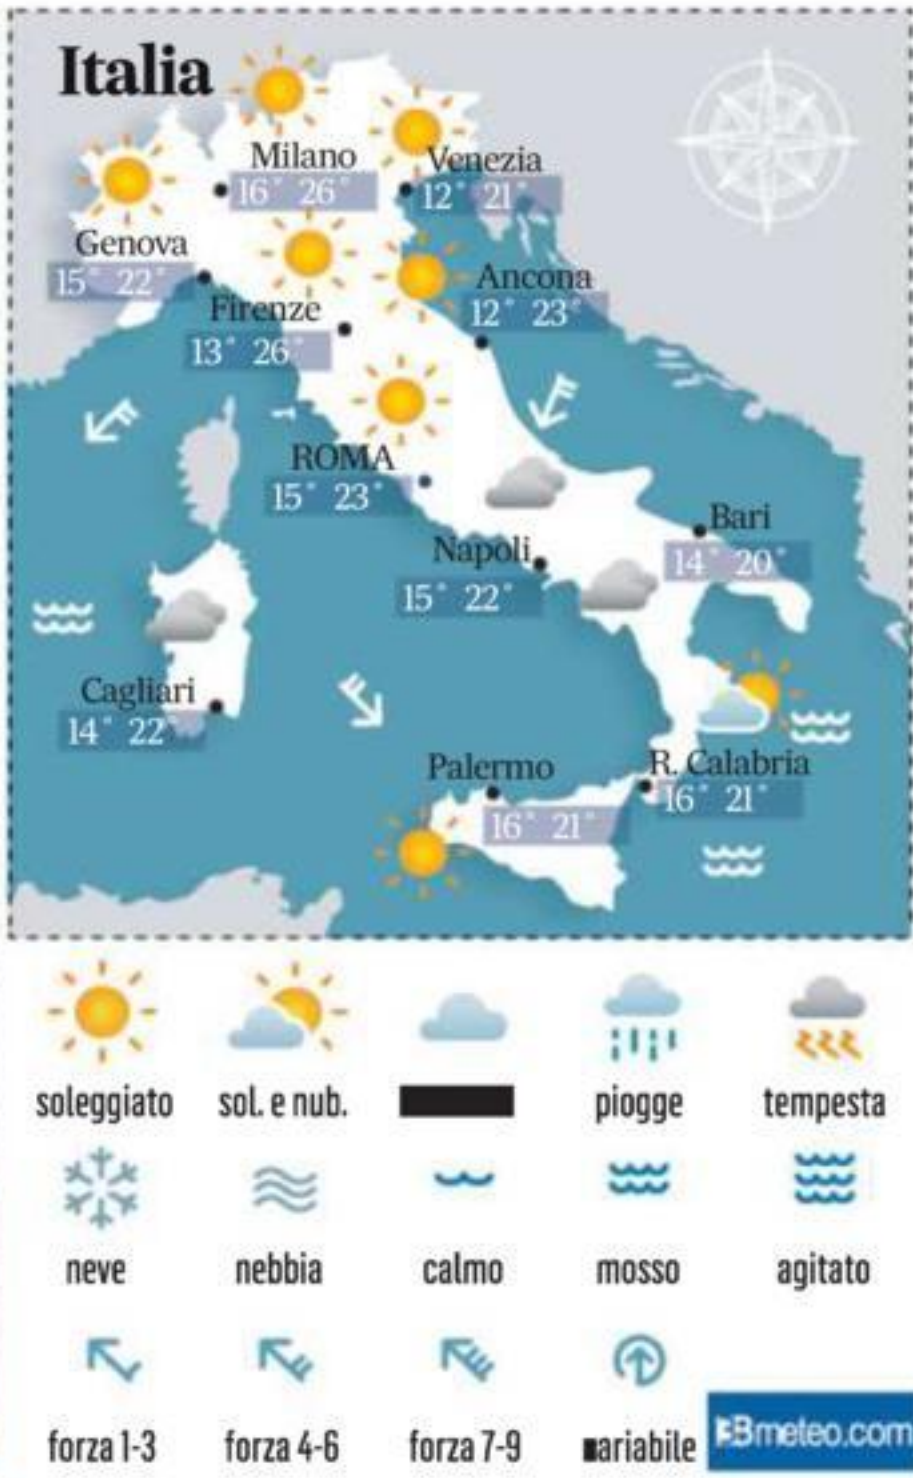 Italia
Milano
16° 26°
Venezia
12° 21°
Genova
15° 22°
Ancona
12° 23°
Firenze
13° 26°
ROMA
15° 23°
Bari
14° 20°
Napoli
15° 22°
Cagliari
14° 22°
Palermo
16° 21°
R. Calabria
16° 21°
soleggiato sol. e nub. piogge tempesta
neve nebbia calmo mosso agitato
forza 1-3 forza 4-6 forza 7-9 ariabile
3Bmeteo.com